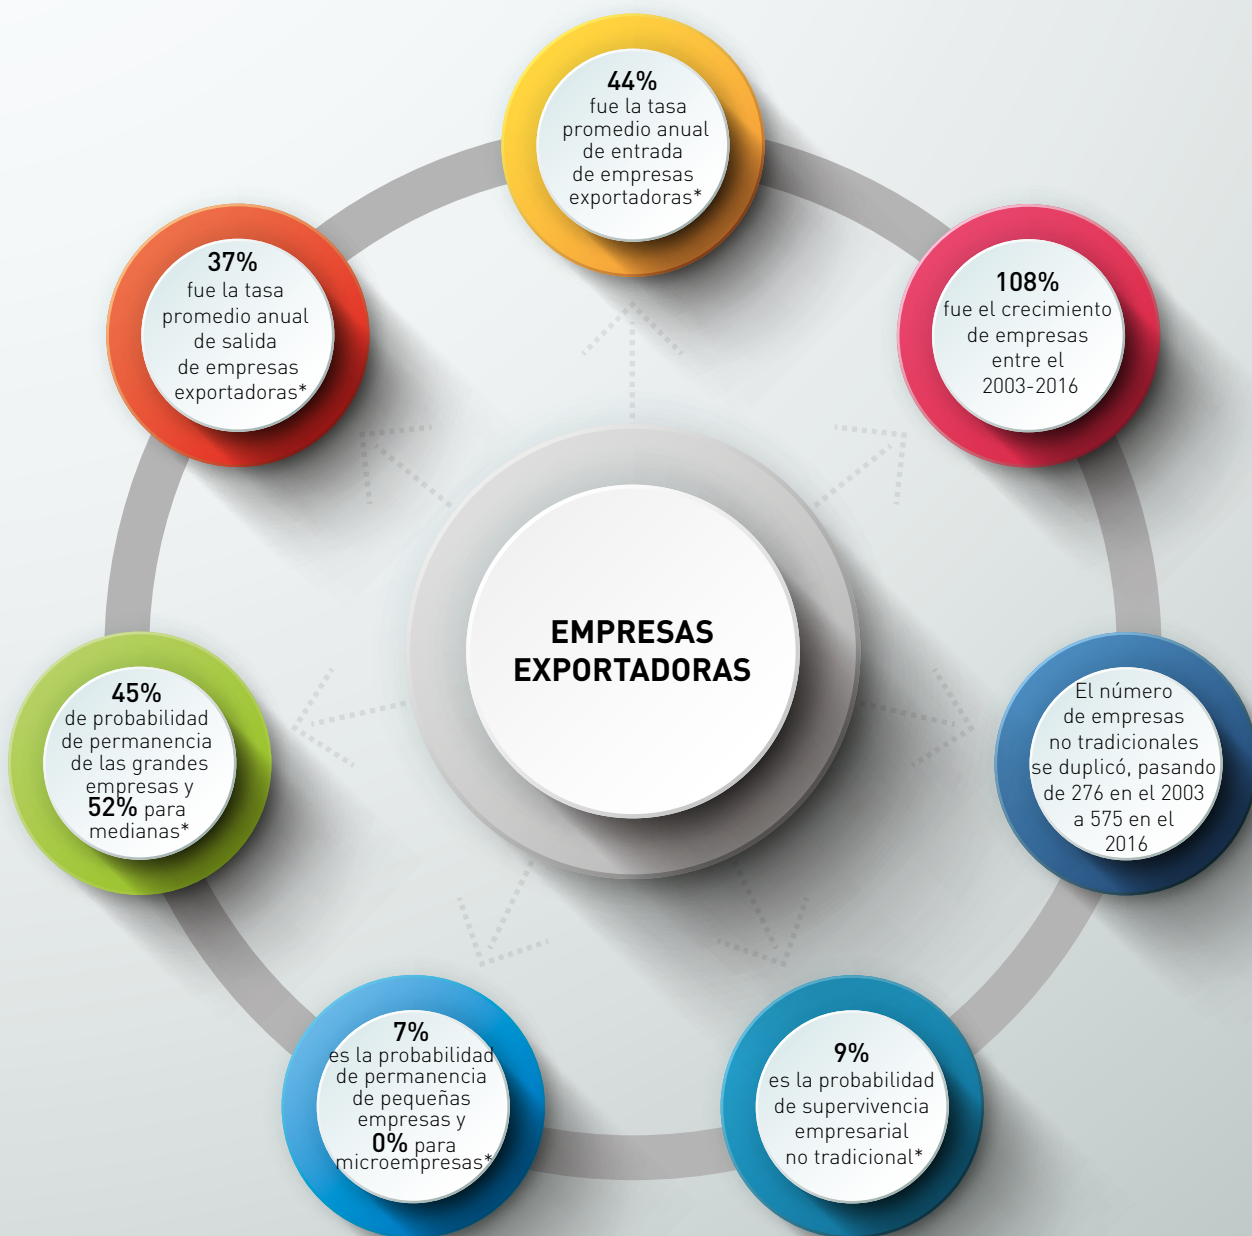 44%
fue la tasa
promedio anual
de entrada
de empresas
exportadoras*
108%
fue el crecimiento
de empresas
entre el
2003-2016
El número
de empresas
no tradicionales
se duplicó, pasando
de 276 en el 2003
a 575 en el
2016
9%
es la probabilidad
de supervivencia
empresarial
no tradicional*
7%
es la probabilidad
de permanencia
de pequeñas
empresas y
0% para
microempresas*
45%
de probabilidad
de permanencia
de las grandes
empresas y
52% para
medianas*
37%
fue la tasa
promedio anual
de salida
de empresas
exportadoras*
EMPRESAS
EXPORTADORAS